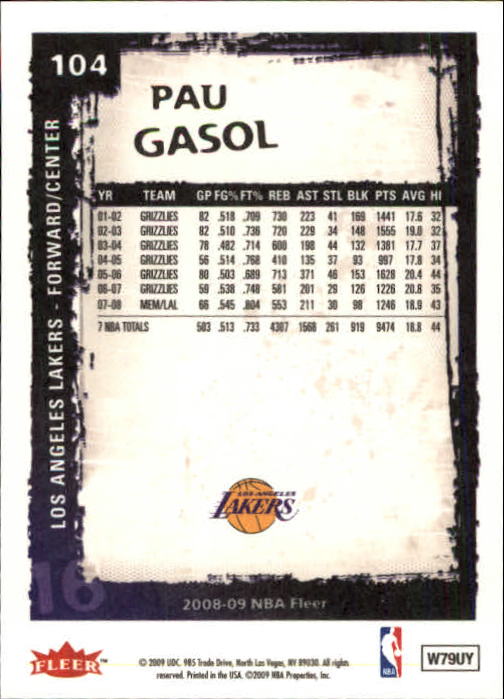 104
PAU
GASOL
LOS ANGELES LAKERS - FORWARD/CENTER
YR TEAM GP FG% FT% REB AST STL BLK PTS AVG HI
01-02 GRIZZLIES 82 .518 .709 730 223 41 169 1441 17.6 32
02-03 GRIZZLIES 82 .510 .736 720 229 34 148 1555 19.0 32
03-04 GRIZZLIES 78 .482 .714 600 198 44 132 1381 17.7 37
04-05 GRIZZLIES 56 .514 .768 410 135 37 93 997 17.8 34
05-06 GRIZZLIES 80 .503 .689 713 371 46 153 1628 20.4 44
06-07 GRIZZLIES 59 .538 .748 581 201 29 126 1226 20.8 35
07-08 MEM/LAL 66 .545 .804 553 211 30 98 1246 18.9 43
7 NBA TOTALS 503 .513 .733 4307 1568 261 919 9474 18.8 44
LOS ANGELES
LAKERS
16
2008-09 NBA Fleer
FLEER™
© 2009 UDC. 985 Trade Drive, North Las Vegas, NV 89030. All rights
reserved. Printed in the USA. ©2009 NBA Properties, Inc.
NBA
W79UY